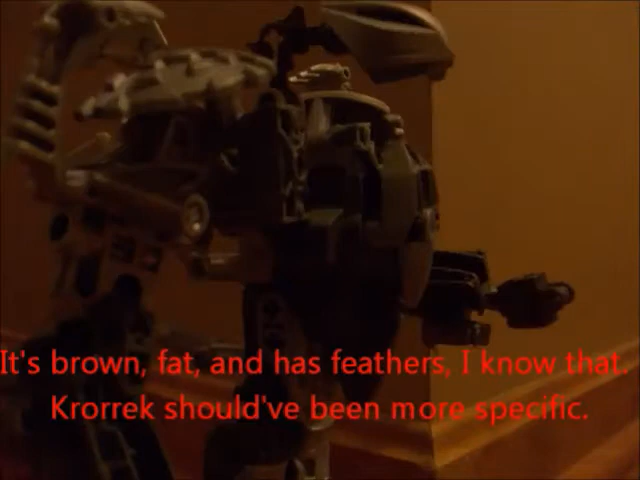 It's brown, fat, and has feathers, I know that.
Krorrek should've been more specific.